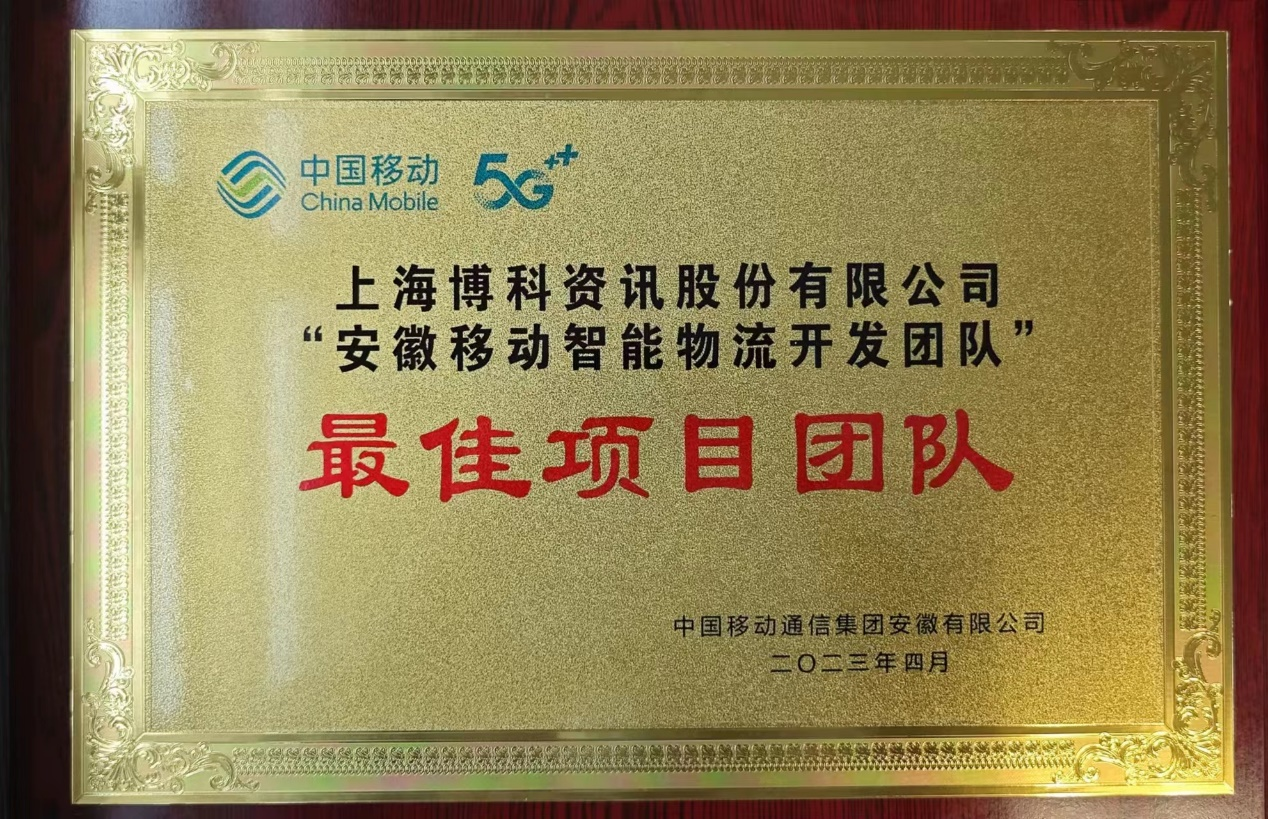 中国移动 5G++
China Mobile
上海博科资讯股份有限公司
“安徽移动智能物流开发团队”
最佳项目团队
中国移动通信集团安徽有限公司
二〇二三年四月